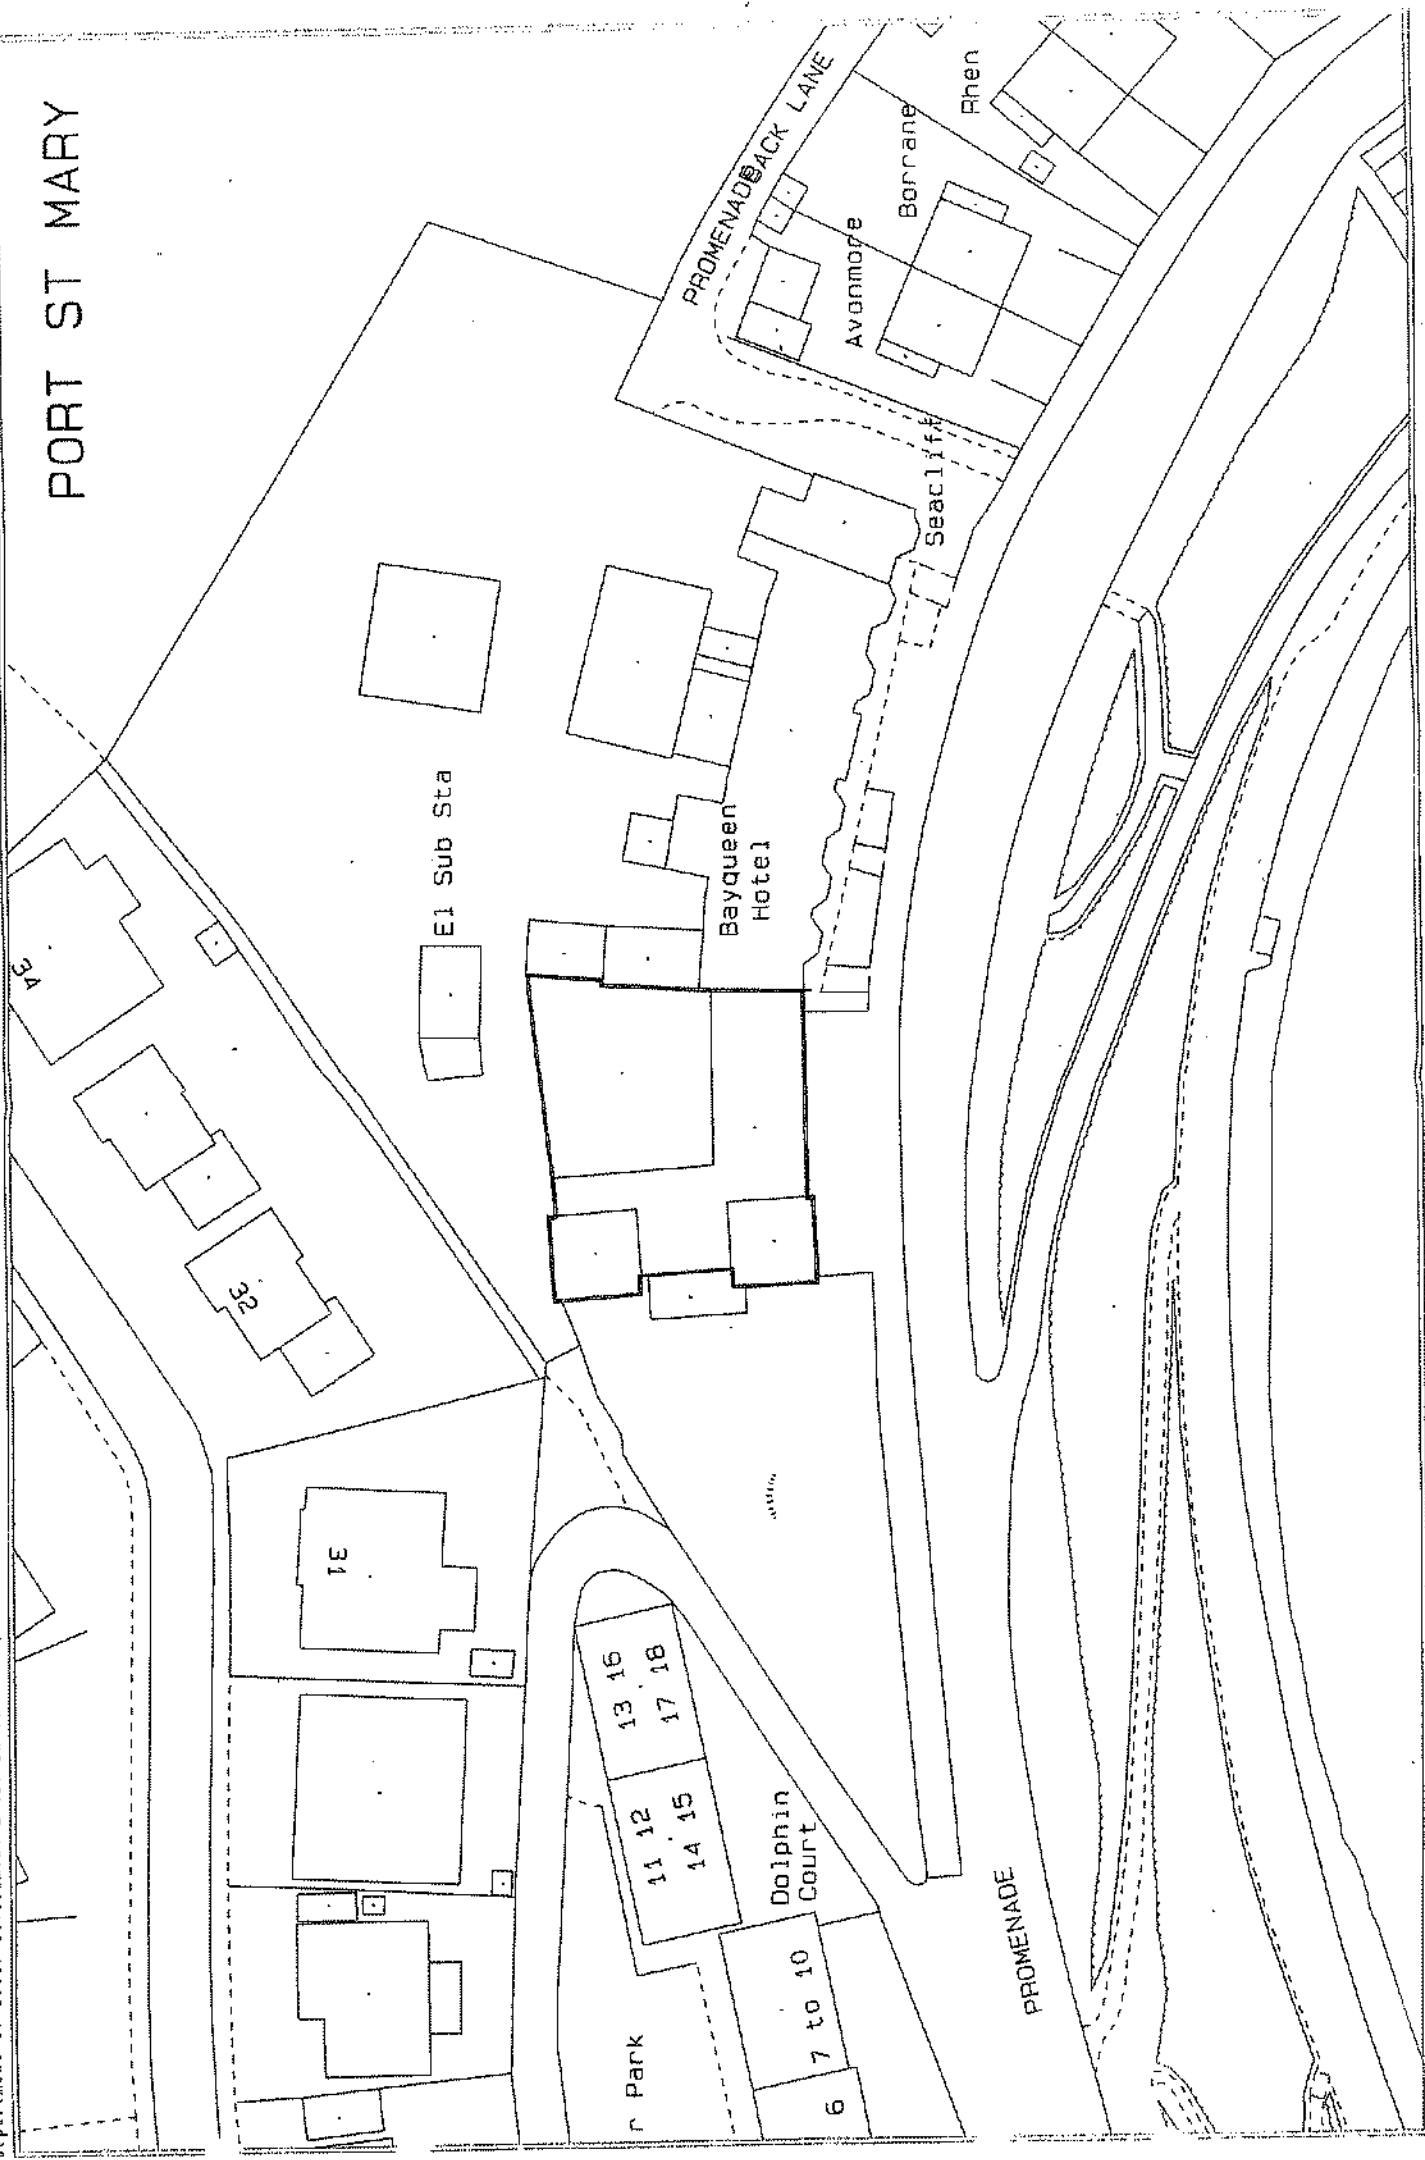 PORT ST MARY
PROMENADE
BACK LANE
Rhen
Borrane
Avonmore
Seaclift
El Sub Sta
Bayqueen
Hotel
34
32
31
13 16
17 18
11 12
14 15
Dolphin
Court
7 to 10
6
r Park
PROMENADE